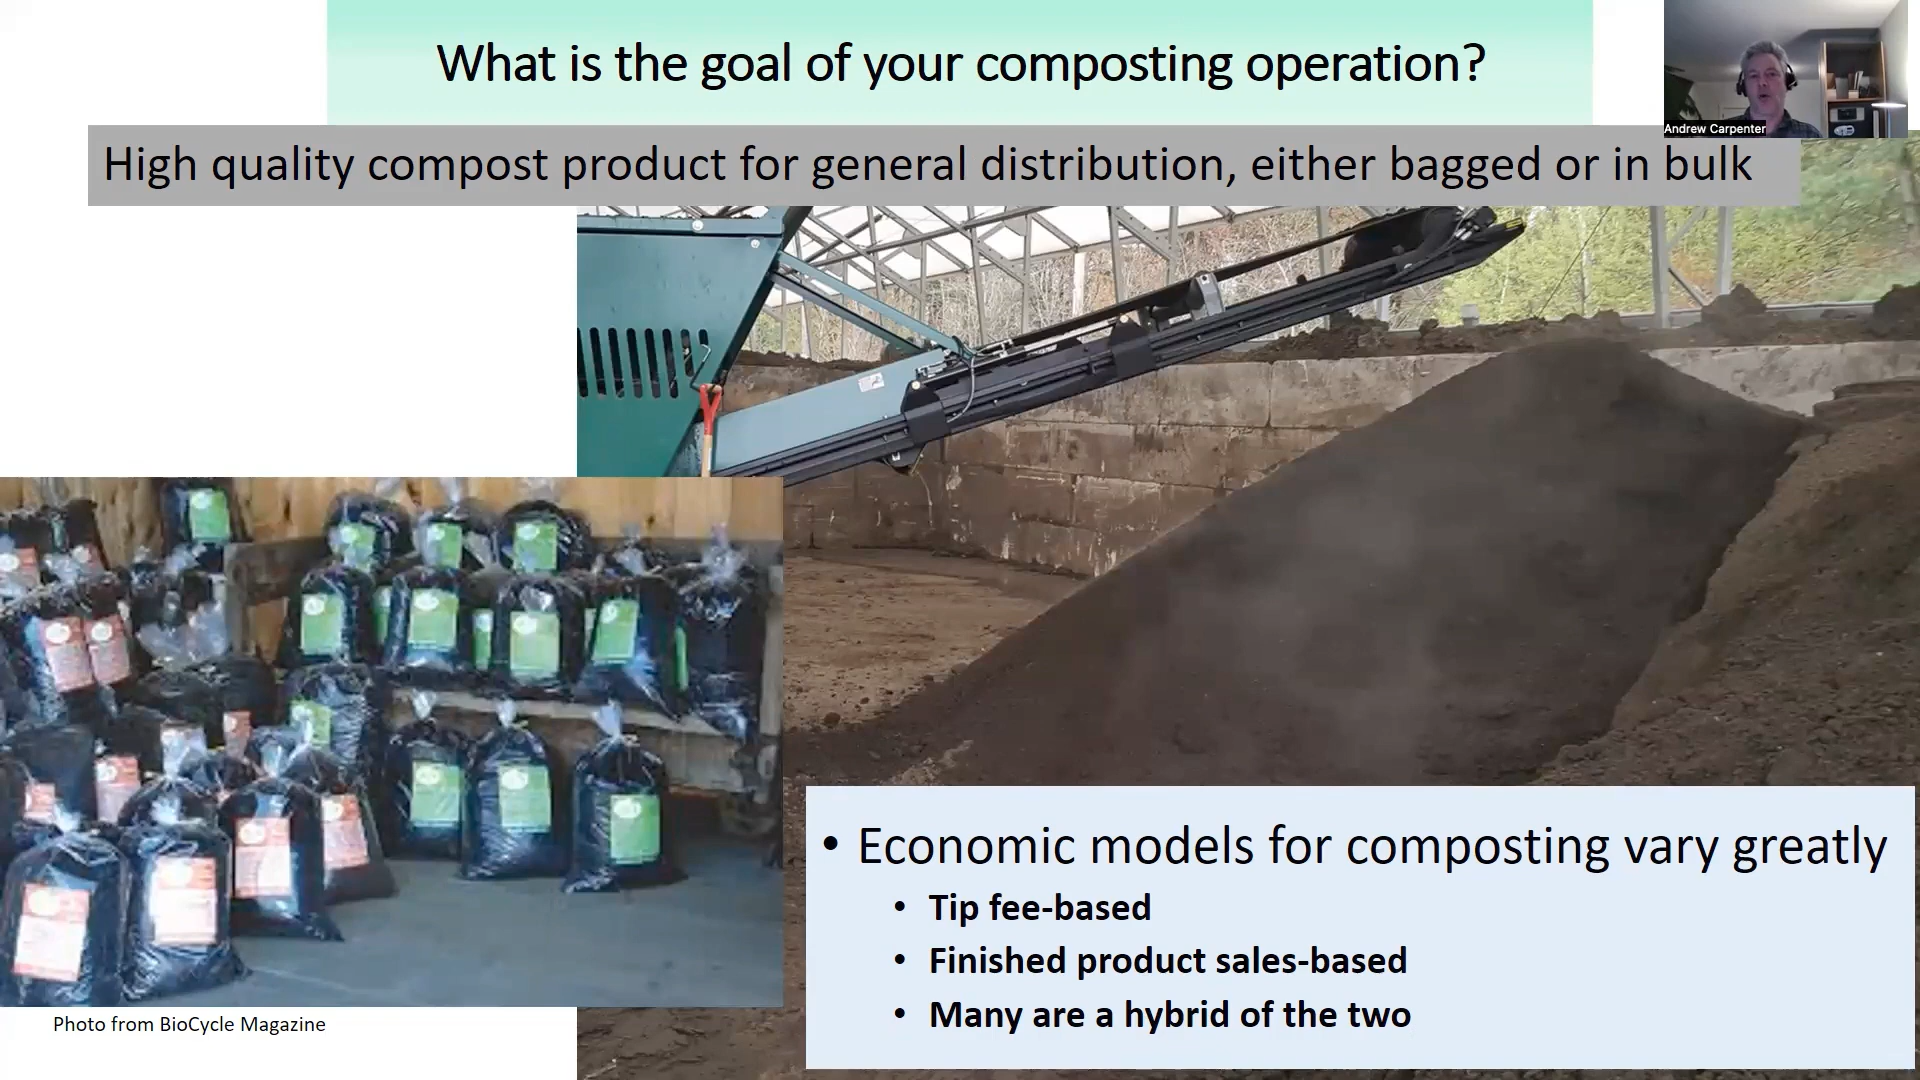 What is the goal of your composting operation?
Andrew Carpenter
High quality compost product for general distribution, either bagged or in bulk
• Economic models for composting vary greatly
• Tip fee-based
• Finished product sales-based
• Many are a hybrid of the two
Photo from BioCycle Magazine